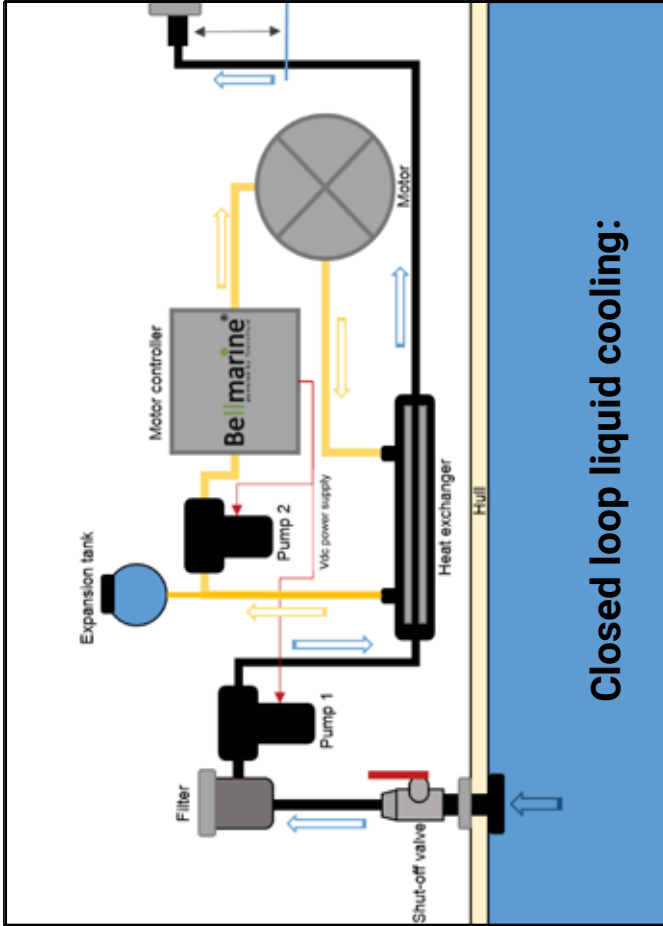 Expansion tank
Motor controller
Bellmarine®
Motor
Filter
Pump 2
Vdc power supply
Pump 1
Heat exchanger
Shut-off valve
Hull
Closed loop liquid cooling: